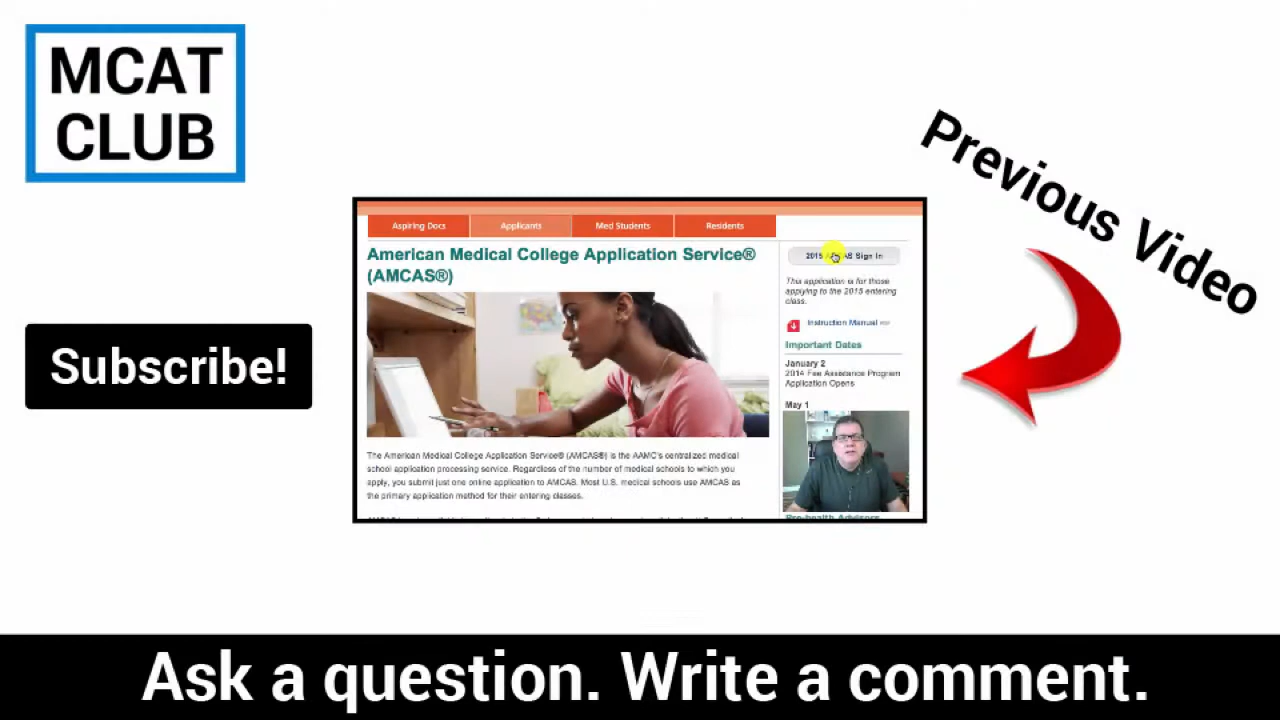 MCAT
CLUB
Previous Video
Subscribe!
Aspiring Docs
Applicants
Med Students
Residents
American Medical College Application Service®
(AMCAS®)
2015 Sign In
This application is for those
applying to the 2015 entering
class.
Instruction Manual
Important Dates
January 2
2014 Fee Assistance Program
Application Opens
May 1
The American Medical College Application Service® (AMCAS®) is the AAMC's centralized medical
school application processing service. Regardless of the number of medical schools to which you
apply, you submit just one online application to AMCAS. Most U.S. medical schools use AMCAS as
the primary application method for their entering classes.
Pre-health Advisors
Ask a question. Write a comment.